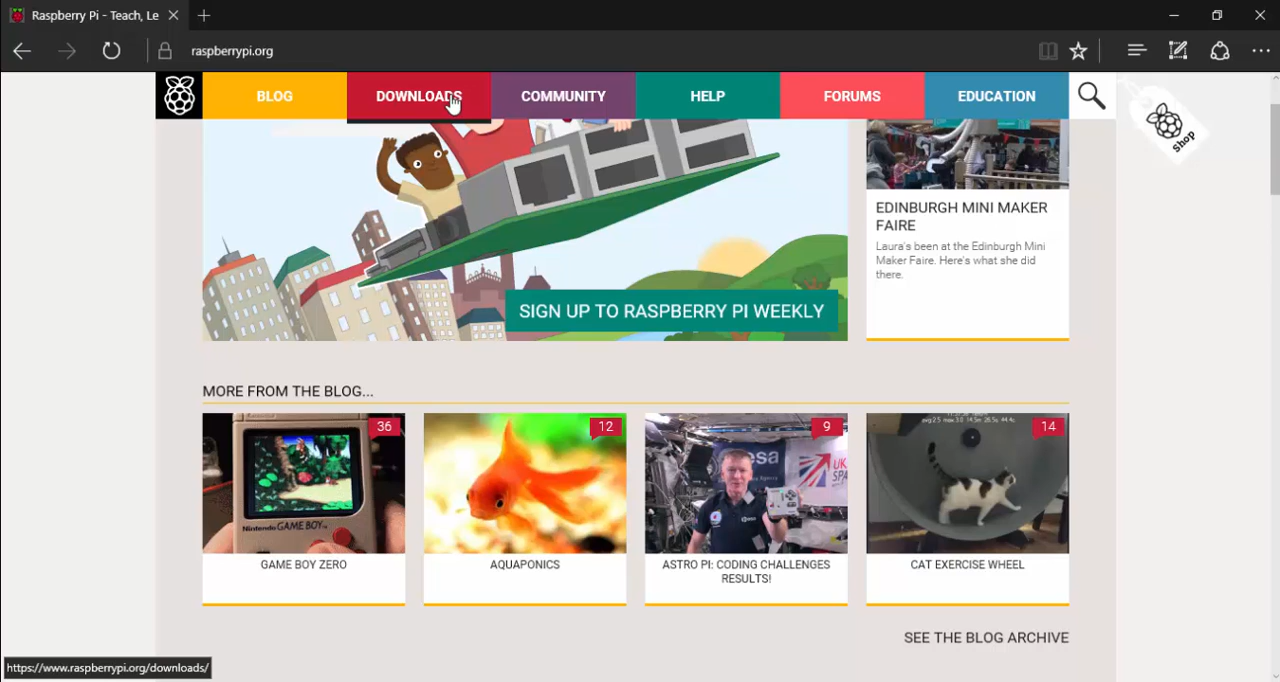 Raspberry Pi - Teach, Le
raspberrypi.org
BLOG
DOWNLOADS
COMMUNITY
HELP
FORUMS
EDUCATION
Shop
EDINBURGH MINI MAKER
FAIRE
Laura's been at the Edinburgh Mini
Maker Faire. Here's what she did
there.
SIGN UP TO RASPBERRY PI WEEKLY
MORE FROM THE BLOG...
36
12
9
14
Nintendo GAME BOY
esa
UK
SPA
GAME BOY ZERO
AQUAPONICS
ASTRO PI: CODING CHALLENGES
RESULTS!
CAT EXERCISE WHEEL
SEE THE BLOG ARCHIVE
https://www.raspberrypi.org/downloads/